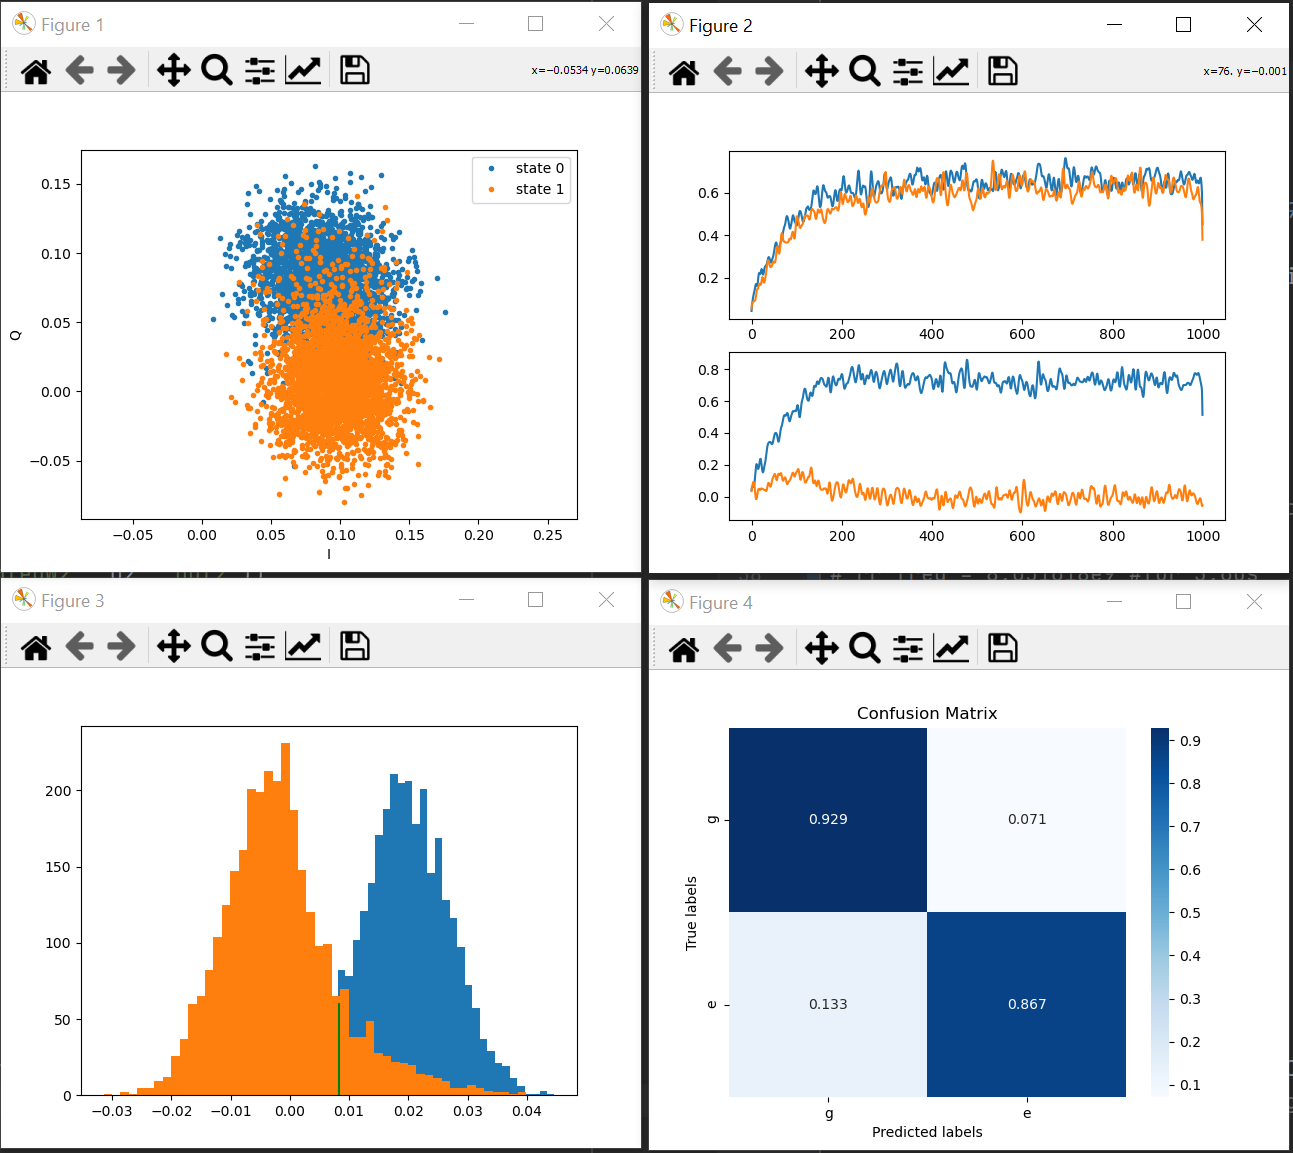 Figure 1
x=−0.0534 y=0.0639
state 0
state 1
0.15
0.10
0.05
0.00
−0.05
Q
−0.05 0.00 0.05 0.10 0.15 0.20 0.25
I
Figure 2
x=76. y=−0.001
0.6
0.4
0.2
0 200 400 600 800 1000
0.8
0.6
0.4
0.2
0.0
0 200 400 600 800 1000
Figure 3
200
150
100
50
0
−0.03 −0.02 −0.01 0.00 0.01 0.02 0.03 0.04
Figure 4
Confusion Matrix
g
0.929 0.071
True labels
e
0.133 0.867
g e
Predicted labels
0.9
0.8
0.7
0.6
0.5
0.4
0.3
0.2
0.1